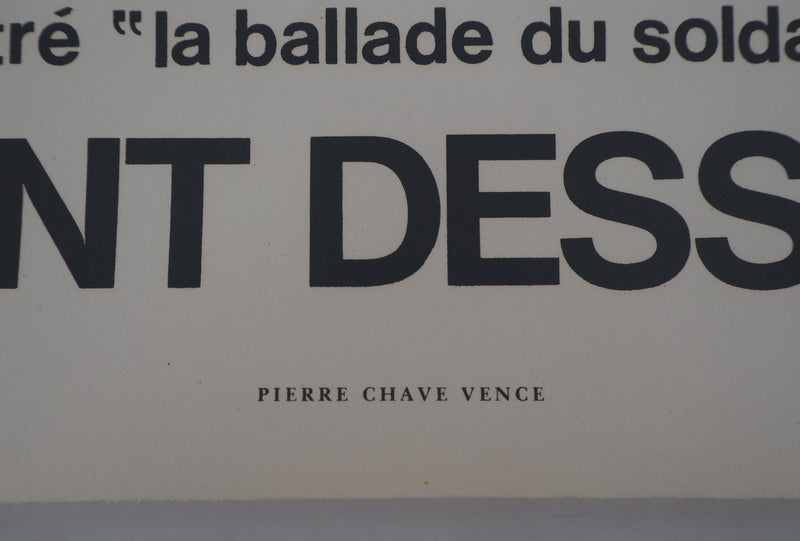 tré "la ballade du solda
NT DESS
PIERRE CHAVE VENCE